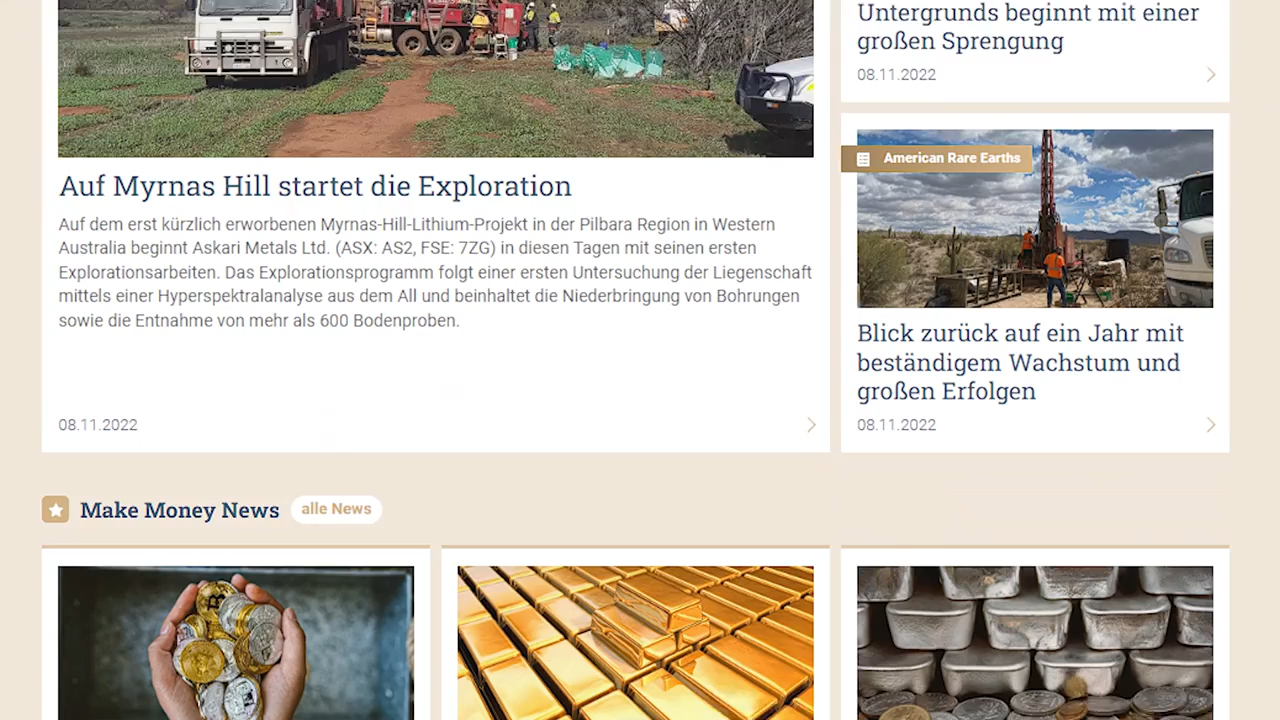 Auf Myrnas Hill startet die Exploration
Auf dem erst kürzlich erworbenen Myrnas-Hill-Lithium-Projekt in der Pilbara Region in Western
Australia beginnt Askari Metals Ltd. (ASX: AS2, FSE: 7ZG) in diesen Tagen mit seinen ersten
Explorationsarbeiten. Das Explorationsprogramm folgt einer ersten Untersuchung der Liegenschaft
mittels einer Hyperspektralanalyse aus dem All und beinhaltet die Niederbringung von Bohrungen
sowie die Entnahme von mehr als 600 Bodenproben.
08.11.2022
Untergrunds beginnt mit einer
großen Sprengung
08.11.2022
American Rare Earths
Blick zurück auf ein Jahr mit
beständigem Wachstum und
großen Erfolgen
08.11.2022
Make Money News
alle News